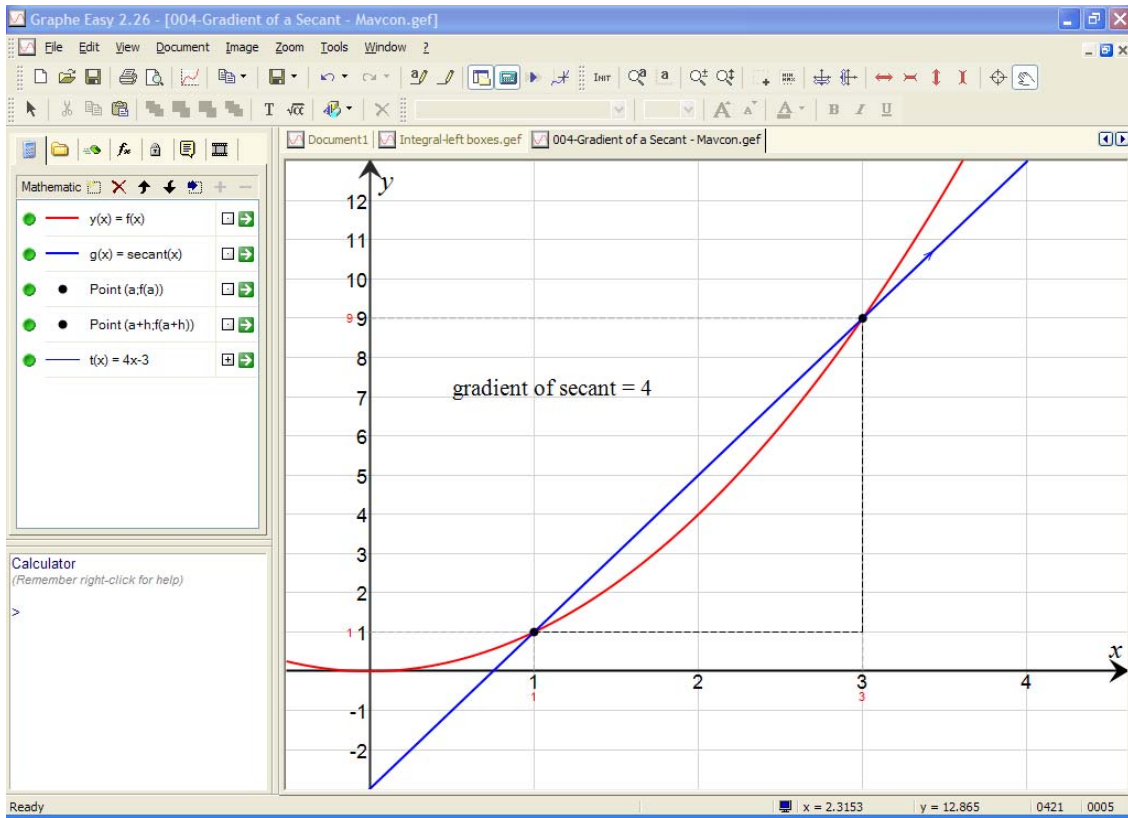 Graphe Easy 2.26 - [004-Gradient of a Secant - Mavcon.gef]
File Edit View Document Image Zoom Tools Window ?
INIT
T √α
A A A B I U
Document1 Integral-left boxes.gef 004-Gradient of a Secant - Mavcon.gef
Mathematic
y(x) = f(x)
g(x) = secant(x)
Point (a;f(a))
Point (a+h;f(a+h))
t(x) = 4x-3
Calculator
(Remember right-click for help)
>
y
12
11
10
9 9
8
7
6
5
4
3
2
1 1
-1
-2
gradient of secant = 4
x
1 2 3 4
1 3
Ready x = 2.3153 y = 12.865 0421 0005